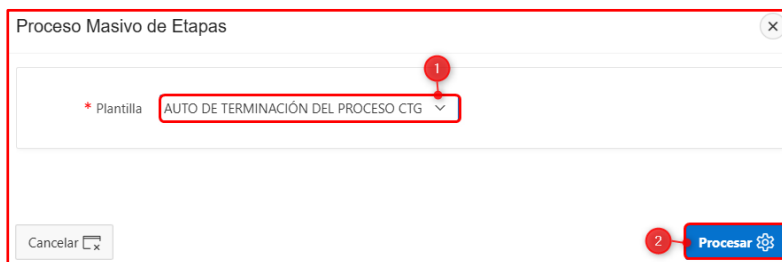 Proceso Masivo de Etapas
1
* Plantilla AUTO DE TERMINACIÓN DEL PROCESO CTG
Cancelar 2 Procesar